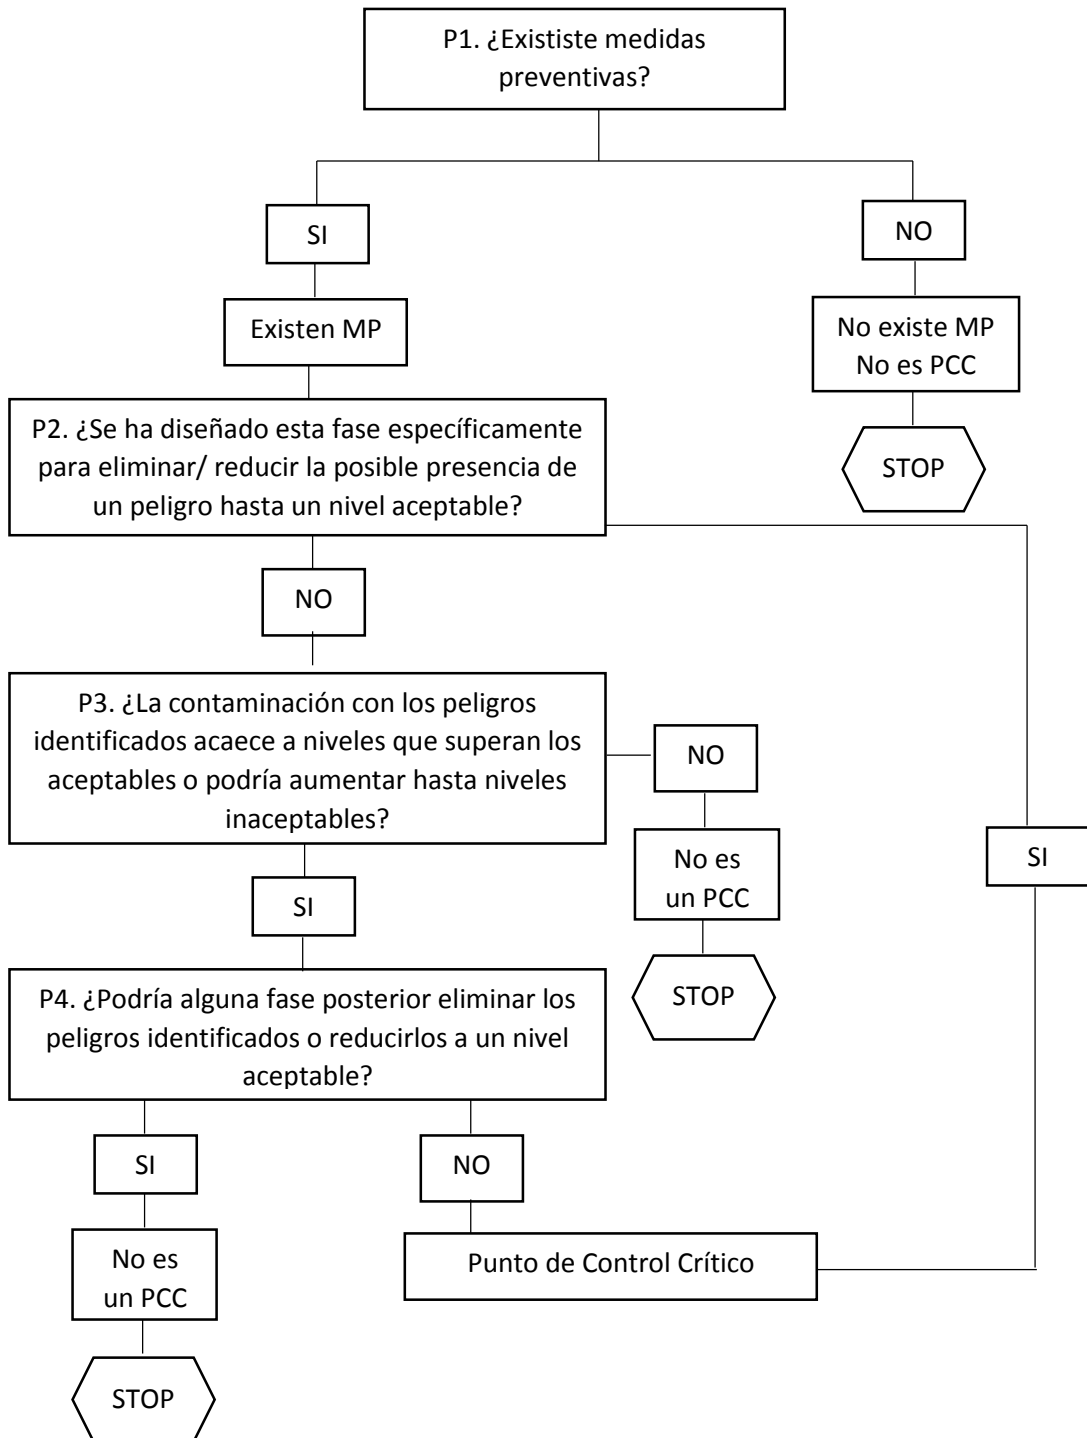 P1. ¿Exististe medidas
preventivas?
SI
NO
Existen MP
No existe MP
No es PCC
STOP
P2. ¿Se ha diseñado esta fase específicamente
para eliminar/ reducir la posible presencia de
un peligro hasta un nivel aceptable?
NO
P3. ¿La contaminación con los peligros
identificados acaece a niveles que superan los
aceptables o podría aumentar hasta niveles
inaceptables?
NO
No es
un PCC
STOP
SI
SI
P4. ¿Podría alguna fase posterior eliminar los
peligros identificados o reducirlos a un nivel
aceptable?
SI
NO
No es
un PCC
STOP
Punto de Control Crítico